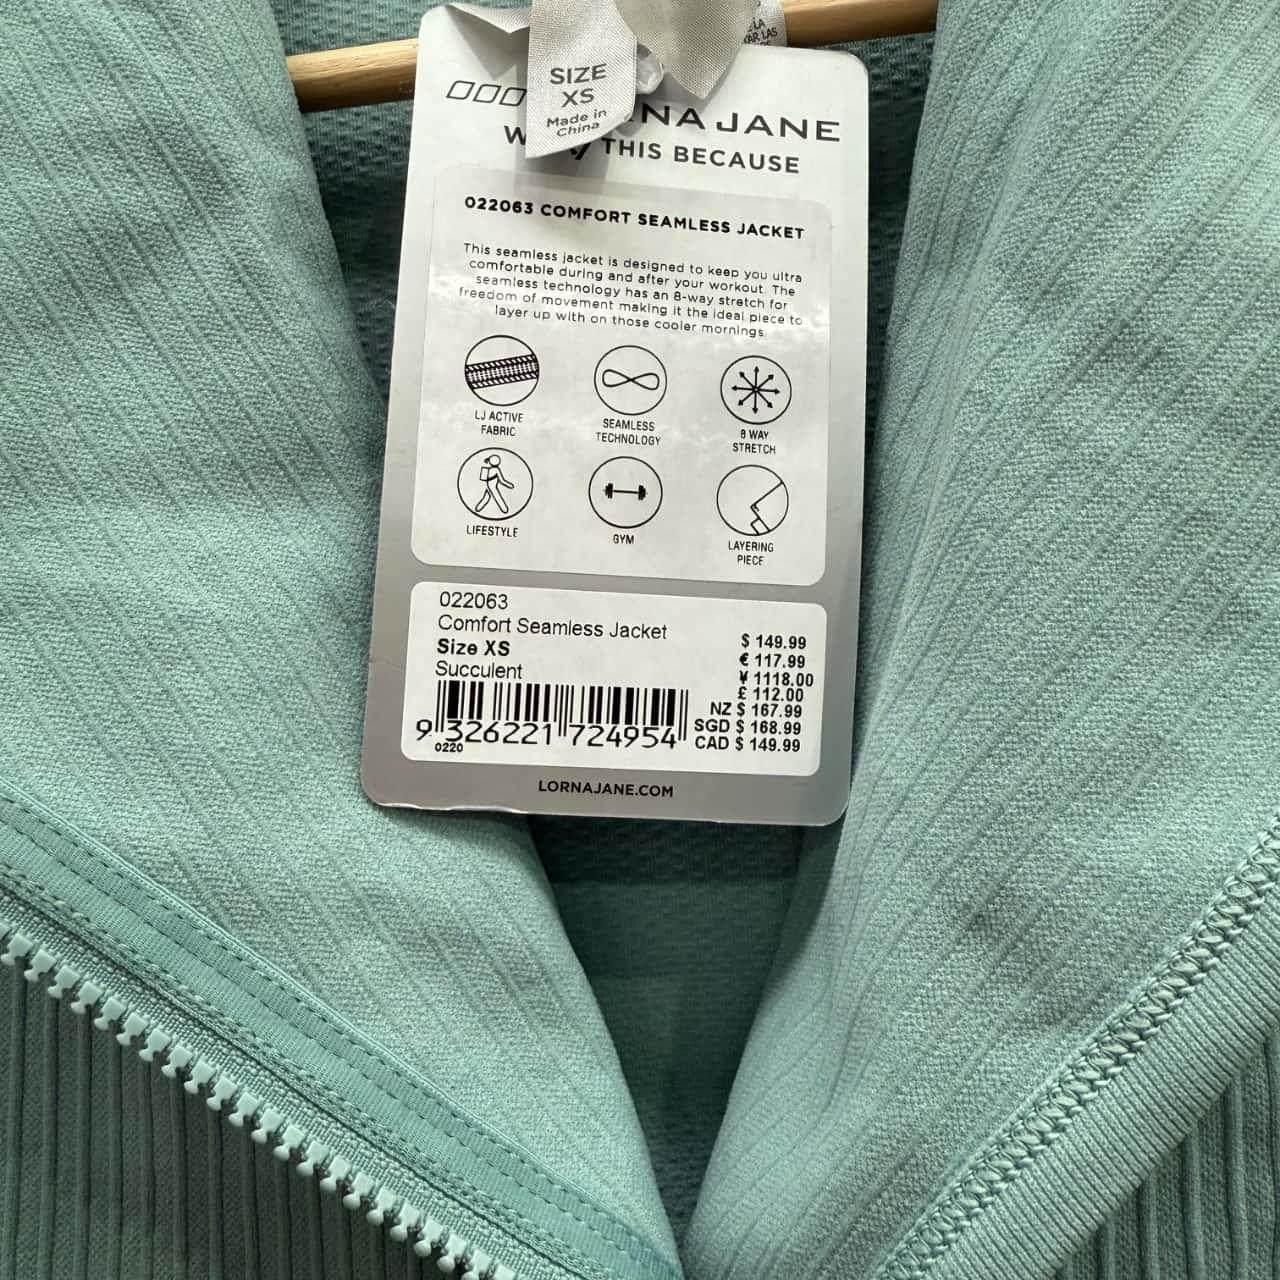 SIZE
XS
Made in
China
LA
LAS
NA JANE
THIS BECAUSE
022063 COMFORT SEAMLESS JACKET
This seamless jacket is designed to keep you ultra
comfortable during and after your workout. The
seamless technology has an 8-way stretch for
freedom of movement making it the ideal piece to
layer up with on those cooler mornings.
LJ ACTIVE
FABRIC
SEAMLESS
TECHNOLOGY
8 WAY
STRETCH
LIFESTYLE
GYM
LAYERING
PIECE
022063
Comfort Seamless Jacket
Size XS
Succulent
9 326221 724954
0220
$ 149.99
€ 117.99
¥ 1118.00
£ 112.00
NZ $ 167.99
SGD $ 168.99
CAD $ 149.99
LORNAJANE.COM